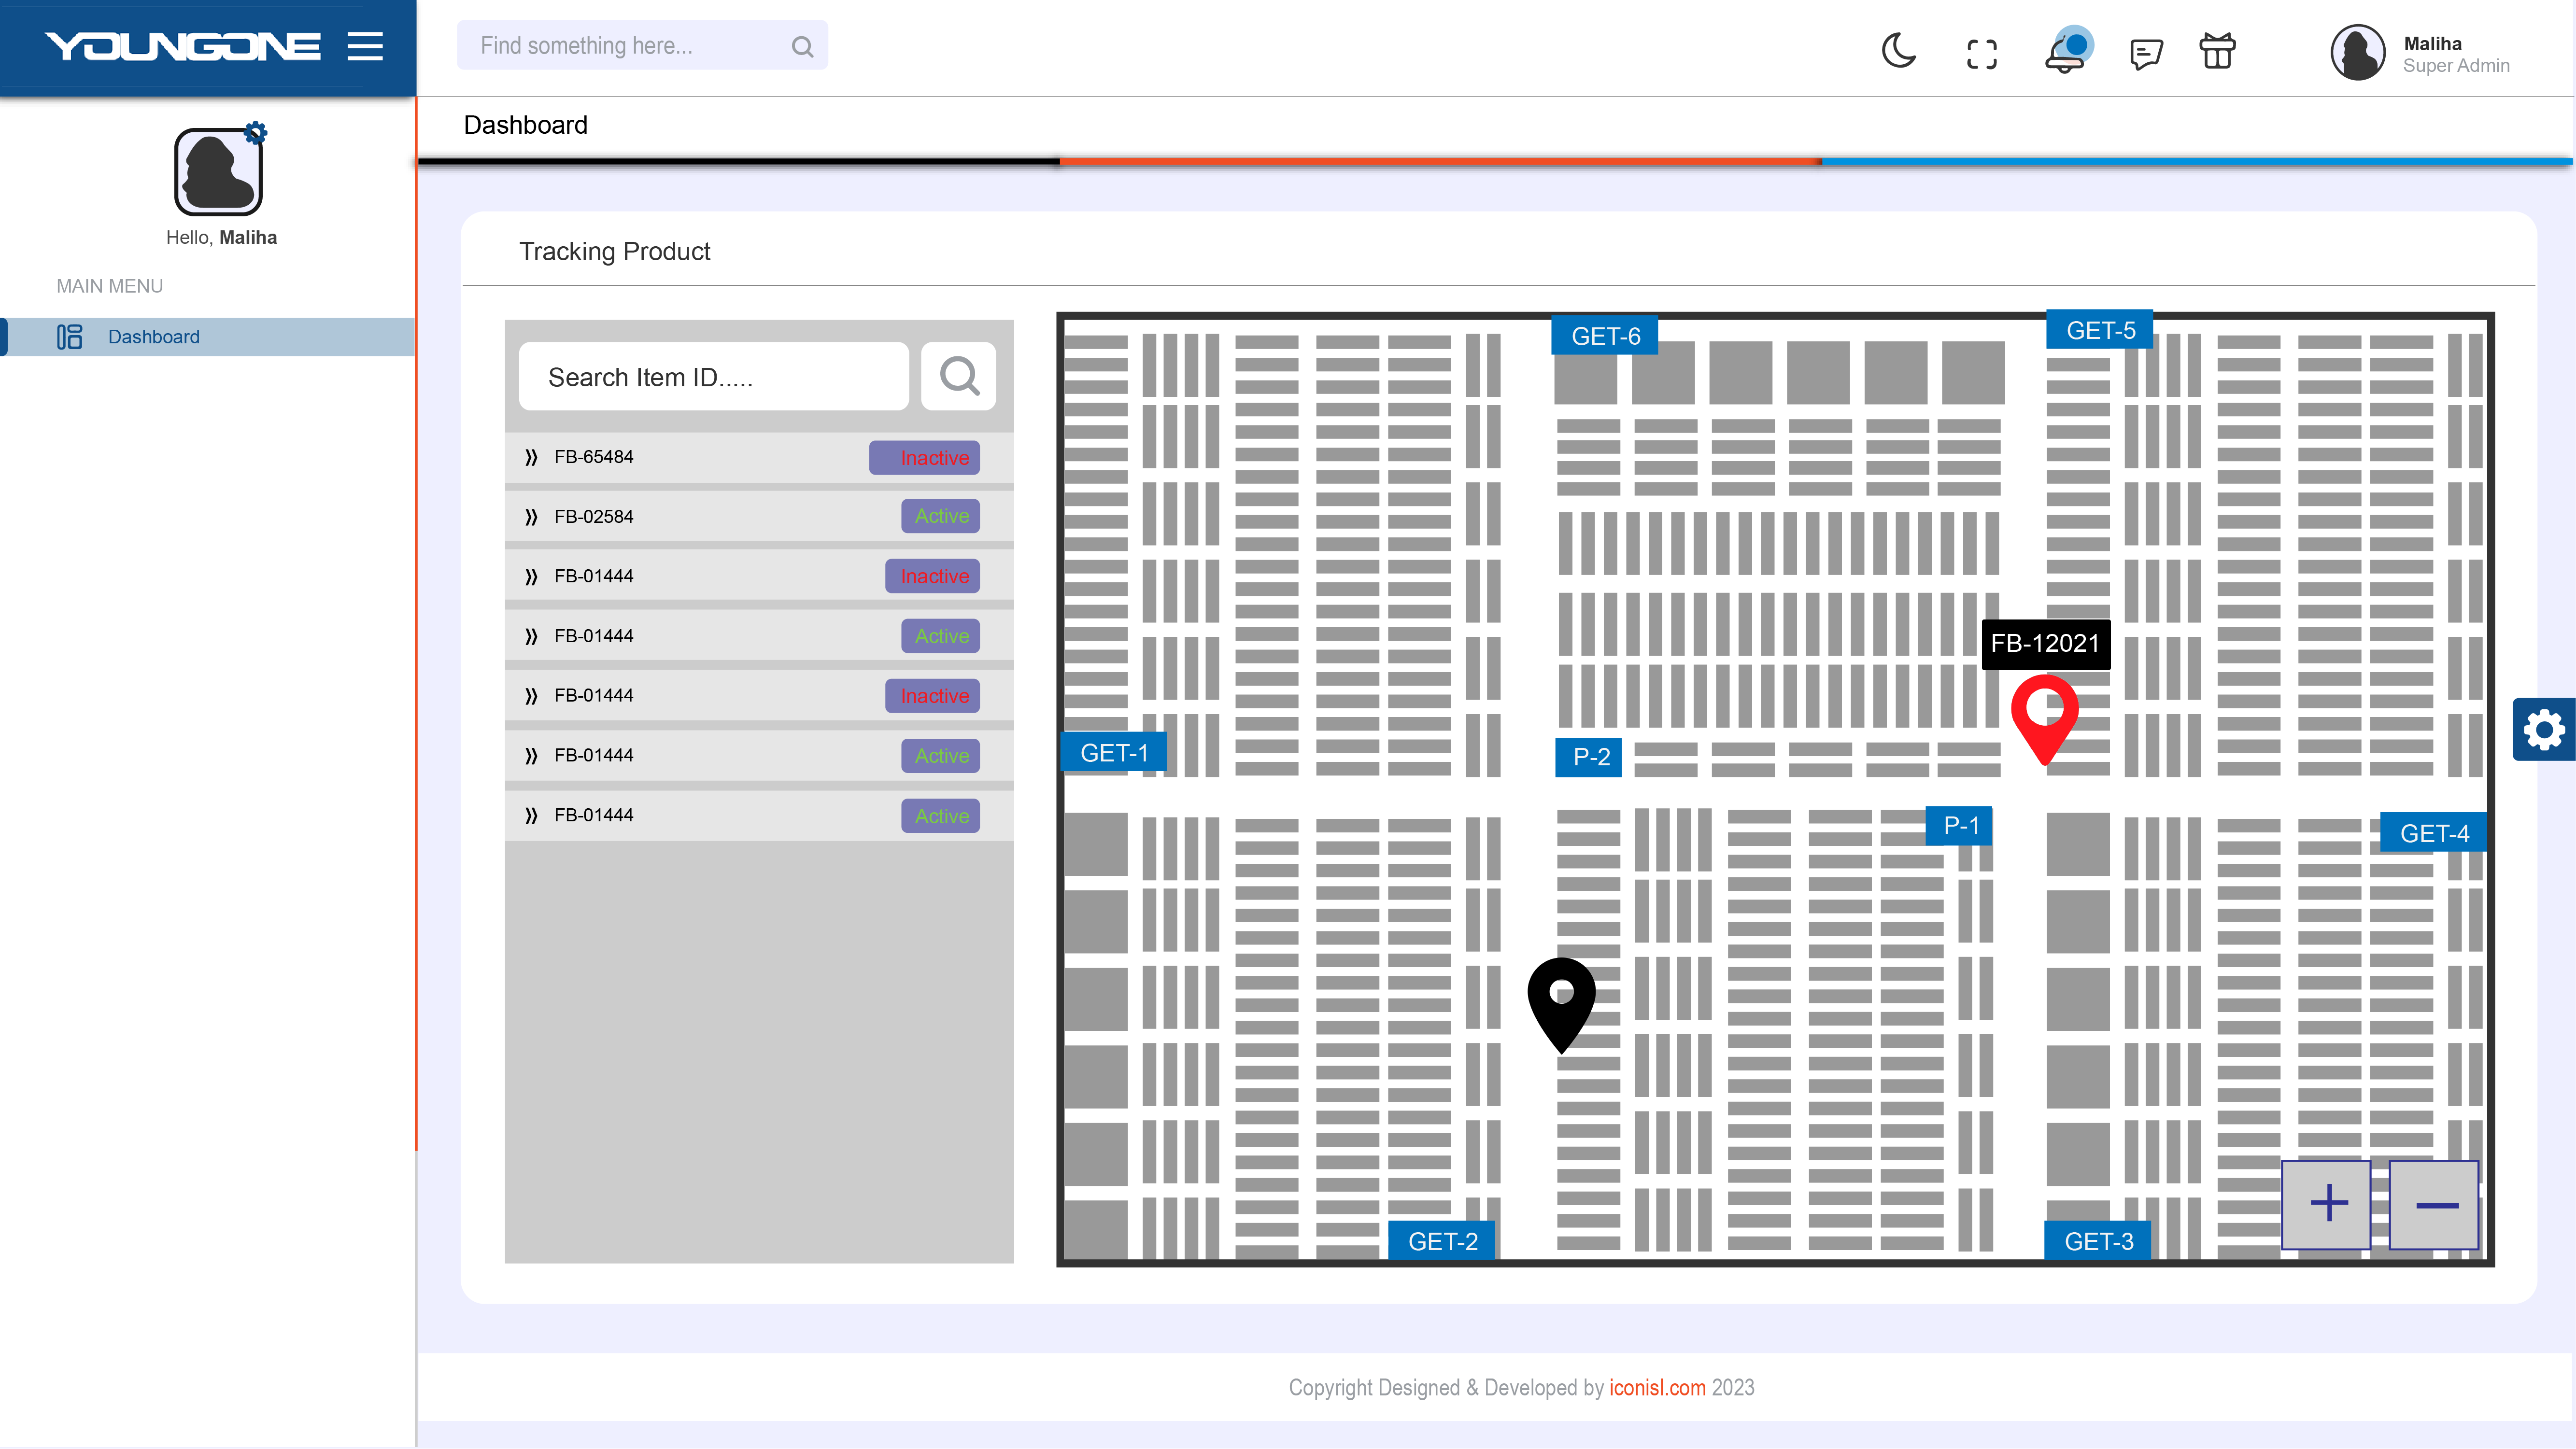 YOUNGONE
Find something here...
Maliha
Super Admin
Dashboard
Hello, Maliha
MAIN MENU
Dashboard
Tracking Product
Search Item ID.....
FB-65484 Inactive
FB-02584 Active
FB-01444 Inactive
FB-01444 Active
FB-01444 Inactive
FB-01444 Active
FB-01444 Active
GET-6
GET-5
FB-12021
GET-1
P-2
P-1
GET-4
GET-2
GET-3
Copyright Designed & Developed by iconisl.com 2023